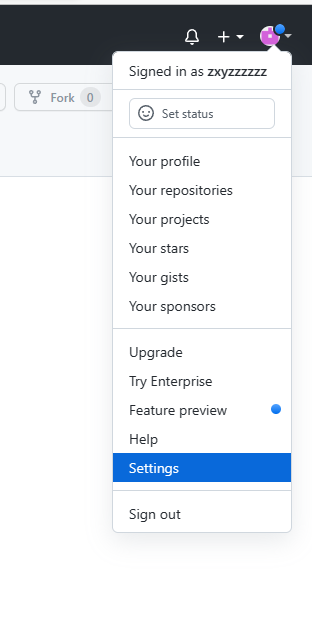 Signed in as zxyzzzzzz
Fork 0
Set status
Your profile
Your repositories
Your projects
Your stars
Your gists
Your sponsors
Upgrade
Try Enterprise
Feature preview
Help
Settings
Sign out